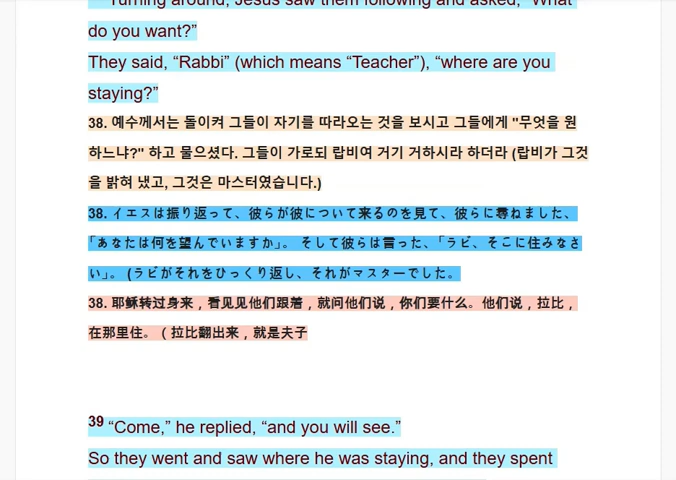 Turning around, Jesus saw them following and asked, “What
do you want?”
They said, “Rabbi” (which means “Teacher”), “where are you
staying?”
38. 예수께서는 돌이켜 그들이 자기를 따라오는 것을 보시고 그들에게 "무엇을 원
하느냐?" 하고 물으셨다. 그들이 가로되 랍비여 거기 거하시라 하더라 (랍비가 그것
을 밝혀 냈고, 그것은 마스터였습니다.)
38. イエスは振り返って、彼らが彼について来るのを見て、彼らに尋ねました、
「あなたは何を望んでいますか」。 そして彼らは言った、「ラビ、そこに住みなさ
い」。 (ラビがそれをひっくり返し、それがマスターでした。
38. 耶稣转过身来，看见见他们跟着，就问他们说，你们要什么。他们说，拉比，
在那里住。（ 拉比翻出来，就是夫子
39 “Come,” he replied, “and you will see.”
So they went and saw where he was staying, and they spent